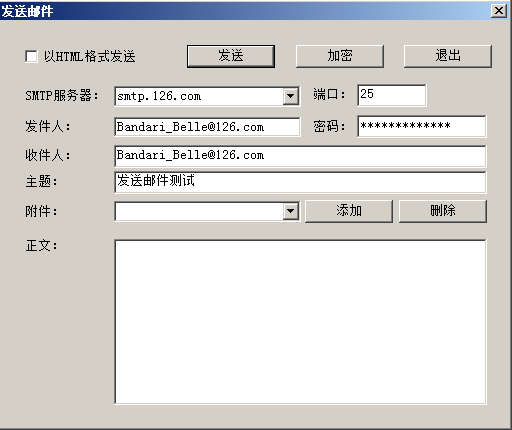 发送邮件
以HTML格式发送 发送 加密 退出
SMTP服务器： smtp.126.com 端口： 25
发件人： Bandari_Belle@126.com 密码： *************
收件人： Bandari_Belle@126.com
主题： 发送邮件测试
附件： 添加 删除
正文：